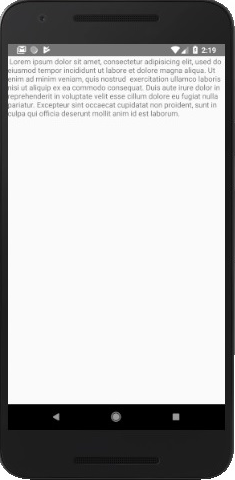 2:19
Lorem ipsum dolor sit amet, consectetur adipisicing elit, used do
eiusmod tempor incididunt ut labore et dolore magna aliqua. Ut
enim ad minim veniam, quis nostrud  exercitation ullamco laboris
nisi ut aliquip ex ea commodo consequat. Duis aute irure dolor in
reprehenderit in voluptate velit esse cillum dolore eu fugiat nulla
pariatur. Excepteur sint occaecat cupidatat non proident, sunt in
culpa qui officia deserunt mollit anim id est laborum.